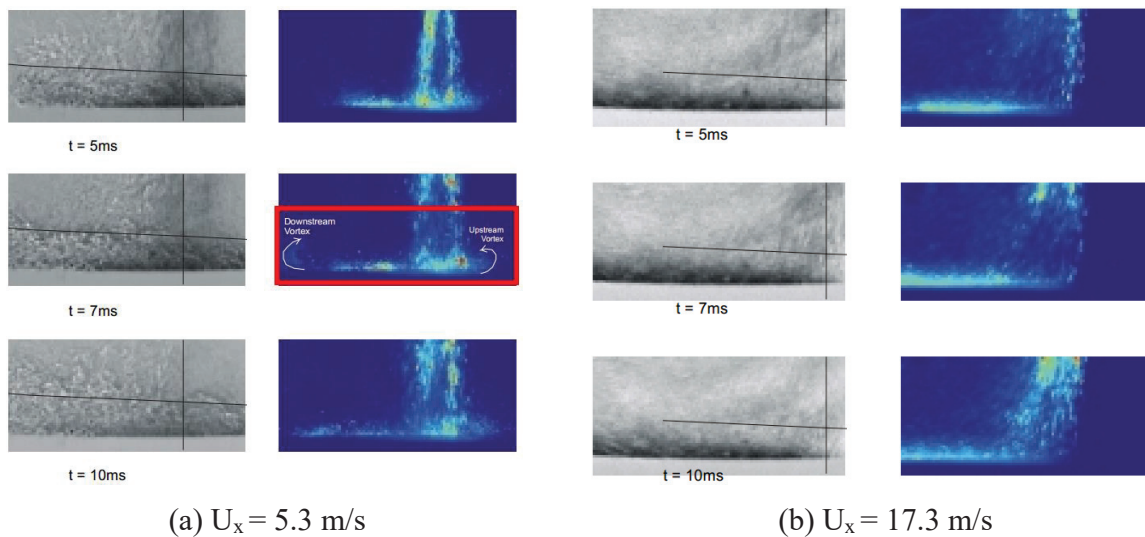 t = 5ms
t = 5ms
Downstream
Vortex
Upstream
Vortex
t = 7ms
t = 7ms
t = 10ms
t = 10ms
(a) Uₓ = 5.3 m/s
(b) Uₓ = 17.3 m/s